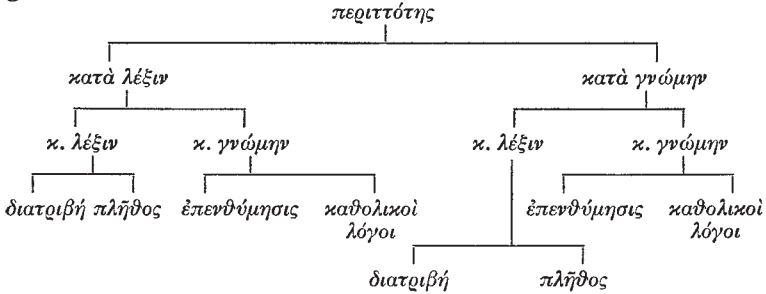 περιττότης
κατὰ λέξιν κατὰ γνώμην
κ. λέξιν κ. γνώμην κ. λέξιν κ. γνώμην
διατριβή πλῆθος ἐπενθύμησις καθολικοὶ ἐπενθύμησις καθολικοὶ
λόγοι λόγοι
διατριβή πλῆθος